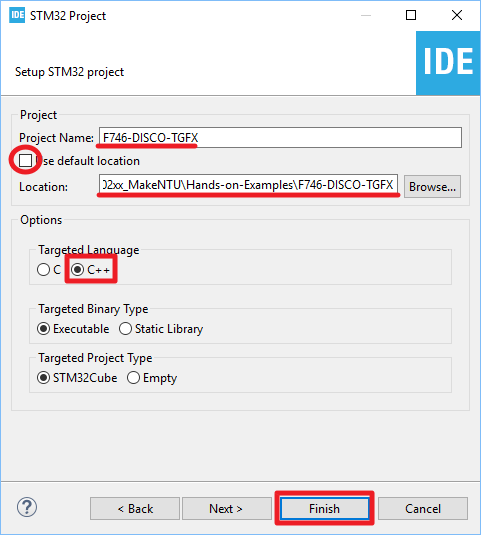 IDE STM32 Project
Setup STM32 project
IDE
Project
Project Name: F746-DISCO-TGFX
Use default location
Location: 02xx_MakeNTU\Hands-on-Examples\F746-DISCO-TGFX Browse...
Options
Targeted Language
C C++
Targeted Binary Type
Executable Static Library
Targeted Project Type
STM32Cube Empty
? < Back Next > Finish Cancel